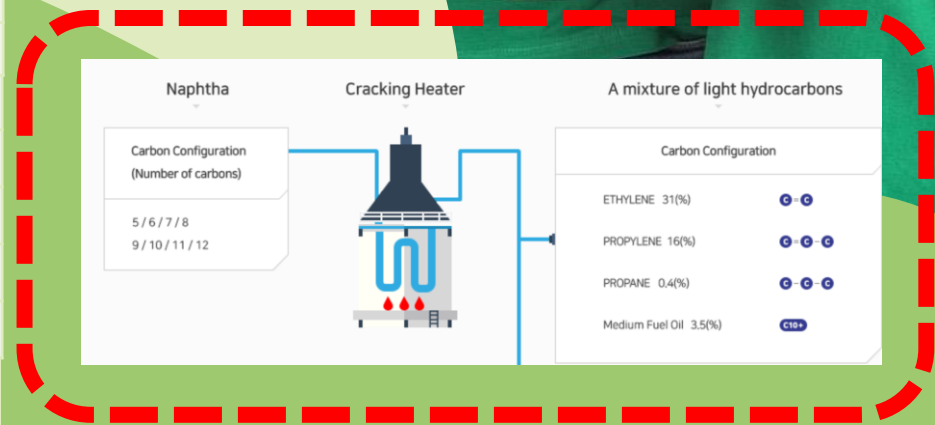 Naphtha
Cracking Heater
A mixture of light hydrocarbons
Carbon Configuration
(Number of carbons)
5 / 6 / 7 / 8
9 / 10 / 11 / 12
Carbon Configuration
ETHYLENE 31(%) C=C
PROPYLENE 16(%) C=C-C
PROPANE 0.4(%) C-C-C
Medium Fuel Oil 3.5(%) C10+